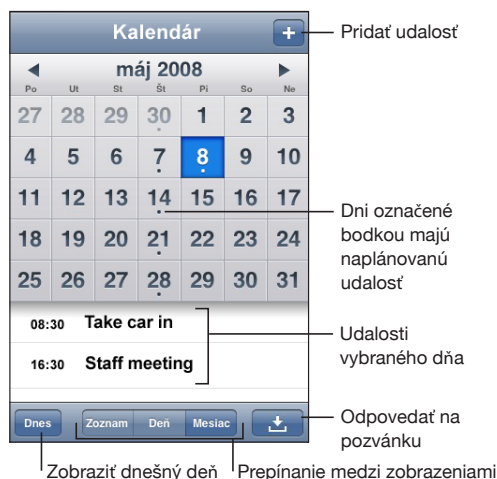 Kalendár
+
Pridať udalosť
máj 2008
Po Ut St Št Pi So Ne
27 28 29 30 1 2 3
4 5 6 7 8 9 10
11 12 13 14 15 16 17
Dni označené
bodkou majú
naplánovanú
udalosť
18 19 20 21 22 23 24
25 26 27 28 29 30 31
08:30 Take car in
16:30 Staff meeting
Udalosti
vybraného dňa
Dnes Zoznam Deň Mesiac
Odpovedať na
pozvánku
Zobraziť dnešný deň
Prepínanie medzi zobrazeniami